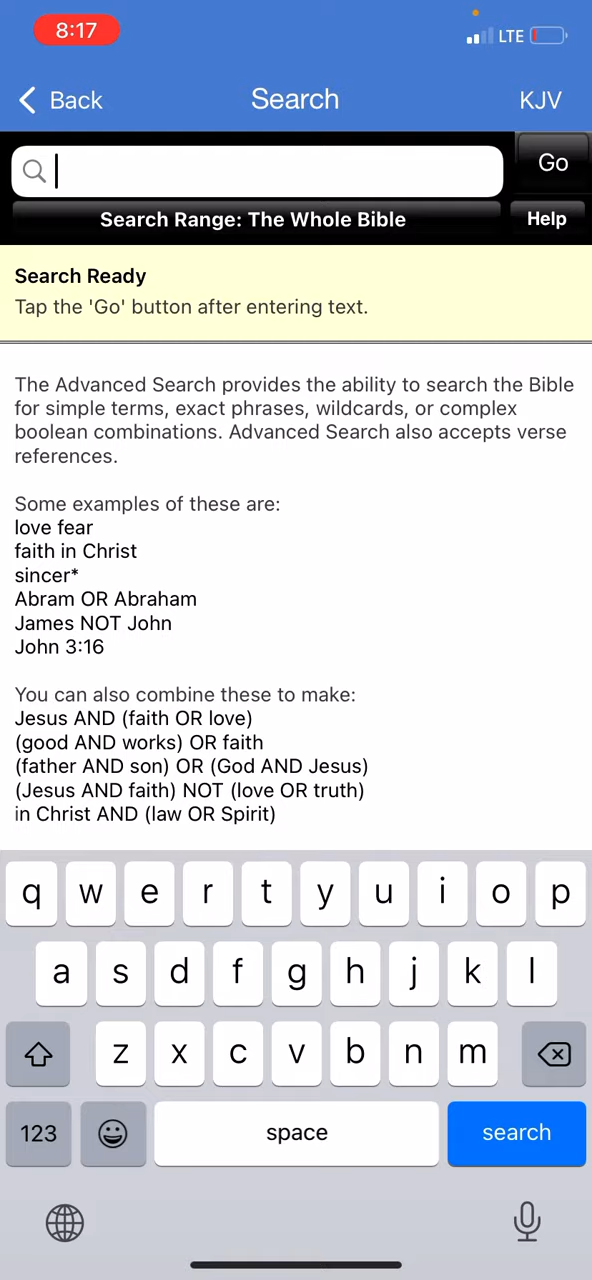 8:17
LTE
Back
Search
KJV
Go
Search Range: The Whole Bible
Help
Search Ready
Tap the 'Go' button after entering text.
The Advanced Search provides the ability to search the Bible
for simple terms, exact phrases, wildcards, or complex
boolean combinations. Advanced Search also accepts verse
references.
Some examples of these are:
love fear
faith in Christ
sincer*
Abram OR Abraham
James NOT John
John 3:16
You can also combine these to make:
Jesus AND (faith OR love)
(good AND works) OR faith
(father AND son) OR (God AND Jesus)
(Jesus AND faith) NOT (love OR truth)
in Christ AND (law OR Spirit)
q w e r t y u i o p
a s d f g h j k l
z x c v b n m
123
space
search